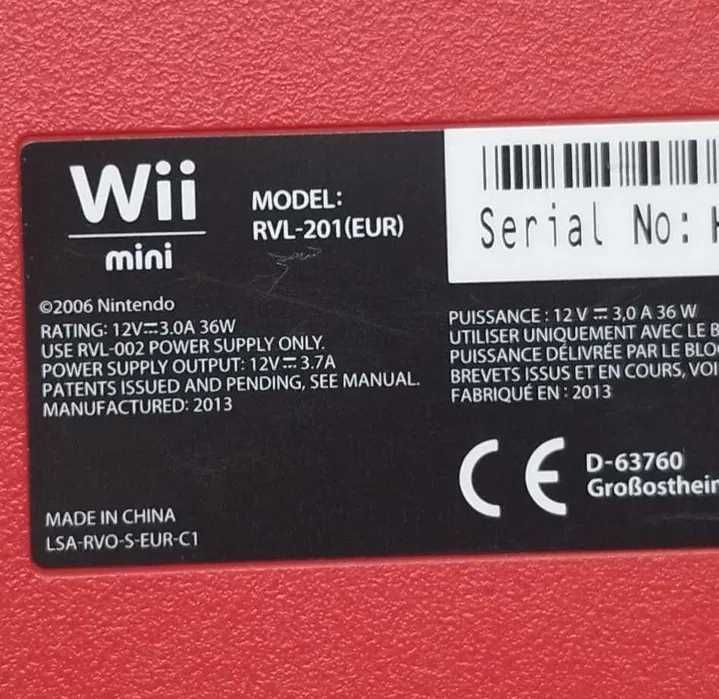 Wii
mini
MODEL:
RVL-201(EUR)
Serial No:
©2006 Nintendo
RATING: 12V⎓3.0A 36W
USE RVL-002 POWER SUPPLY ONLY.
POWER SUPPLY OUTPUT: 12V⎓3.7A
PATENTS ISSUED AND PENDING, SEE MANUAL.
MANUFACTURED: 2013
PUISSANCE : 12 V ⎓ 3,0 A 36 W
UTILISER UNIQUEMENT AVEC LE
PUISSANCE DÉLIVRÉE PAR LE
BREVETS ISSUS ET EN COURS,
FABRIQUÉ EN : 2013
CE
D-63760
MADE IN CHINA
LSA-RVO-S-EUR-C1